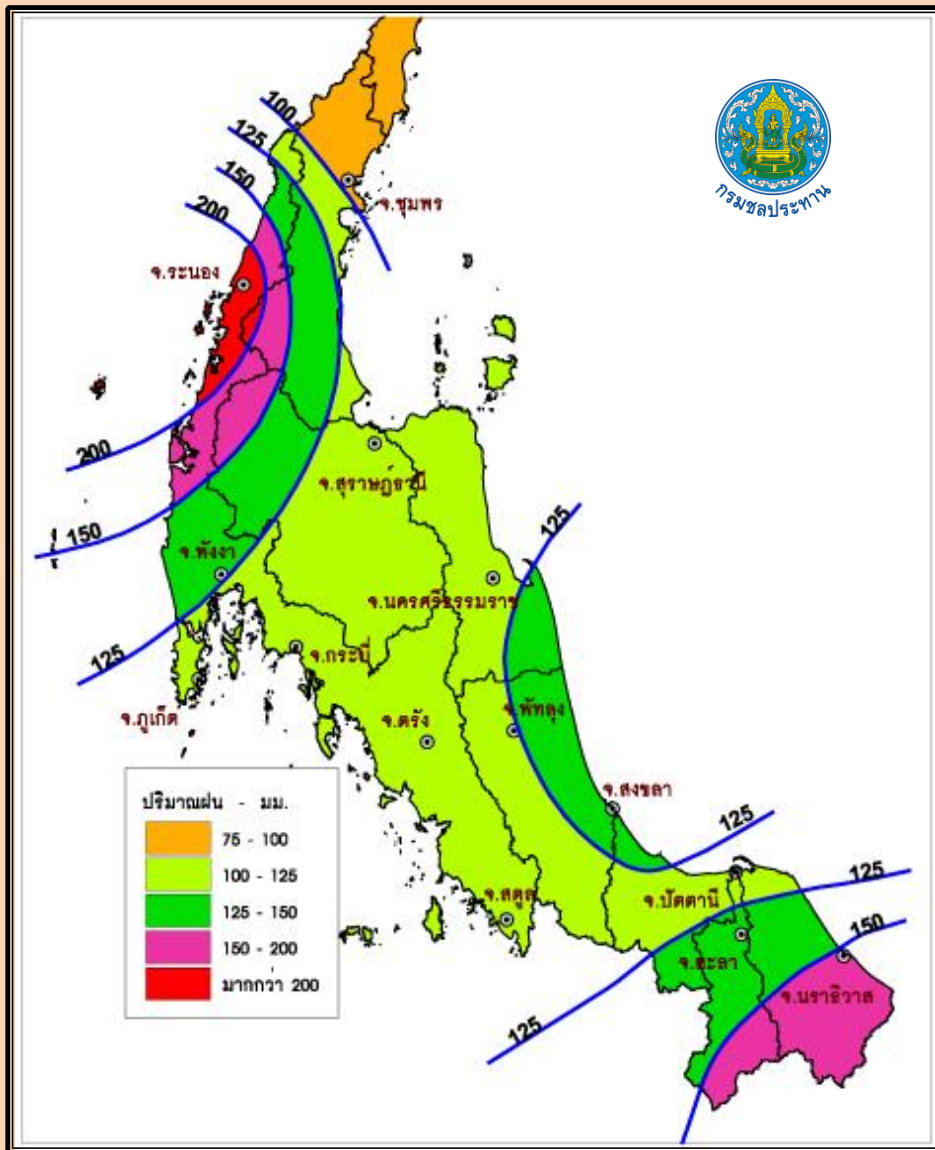 100
125
150
200
จ.ชุมพร
กรมชลประทาน
จ.ระนอง
200
จ.สุราษฎ์ธานี
150
125
จ.พังงา
จ.นครศรีธรรมราช
125
จ.กระบี่
จ.ภูเก็ต
จ.ตรัง
จ.พัทลุง
จ.สงขลา
125
ปริมาณฝน - มม.
75 - 100
100 - 125
125 - 150
150 - 200
มากกว่า 200
จ.สตูล
จ.ปัตตานี
125
150
จ.ยะลา
จ.นราธิวาส
125